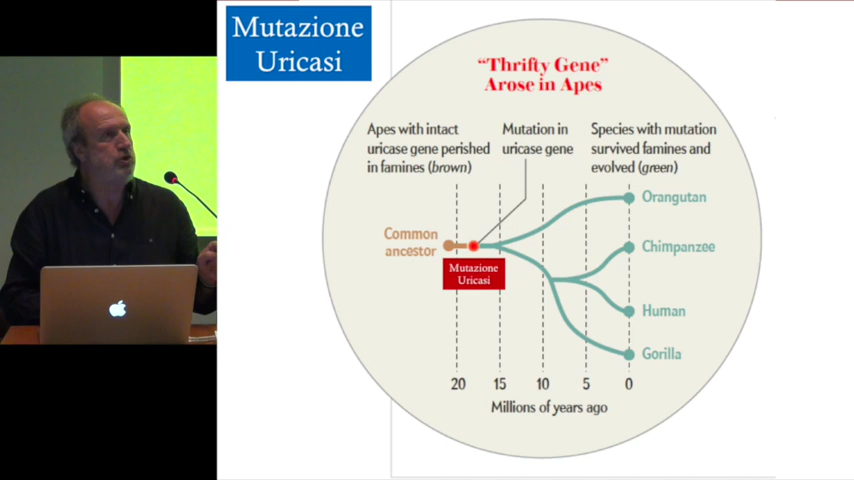 Mutazione
Uricasi
“Thrifty Gene”
Arose in Apes
Apes with intact
uricase gene perished
in famines (brown)
Mutation in
uricase gene
Species with mutation
survived famines and
evolved (green)
Orangutan
Common
ancestor
Chimpanzee
Mutazione
Uricasi
Human
Gorilla
20 15 10 5 0
Millions of years ago